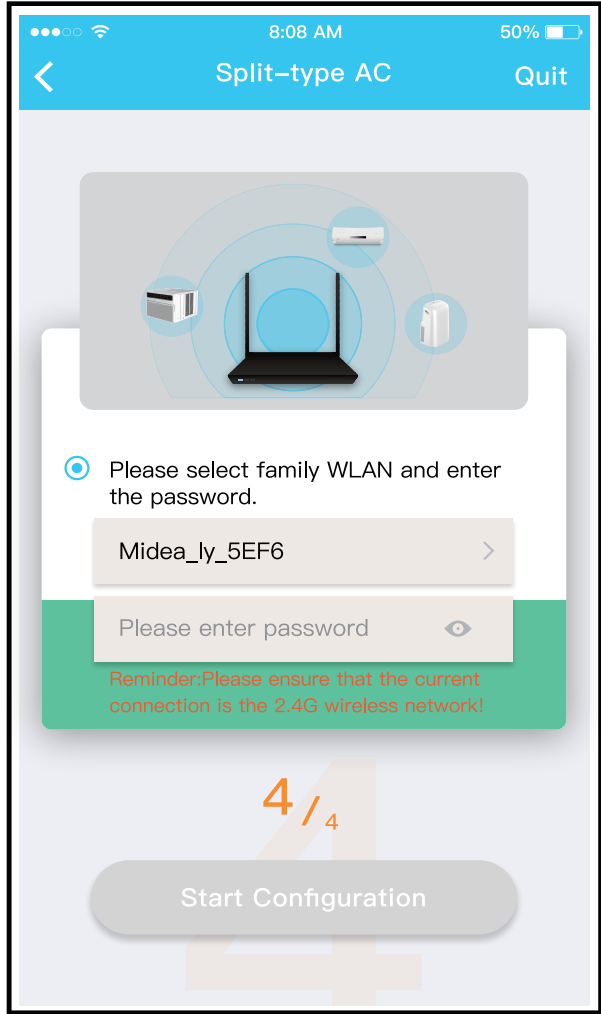 8:08 AM
50%
Split-type AC
Quit
Please select family WLAN and enter
the password.
Midea_ly_5EF6
Please enter password
Reminder:Please ensure that the current
connection is the 2.4G wireless network!
4/4
4
Start Configuration